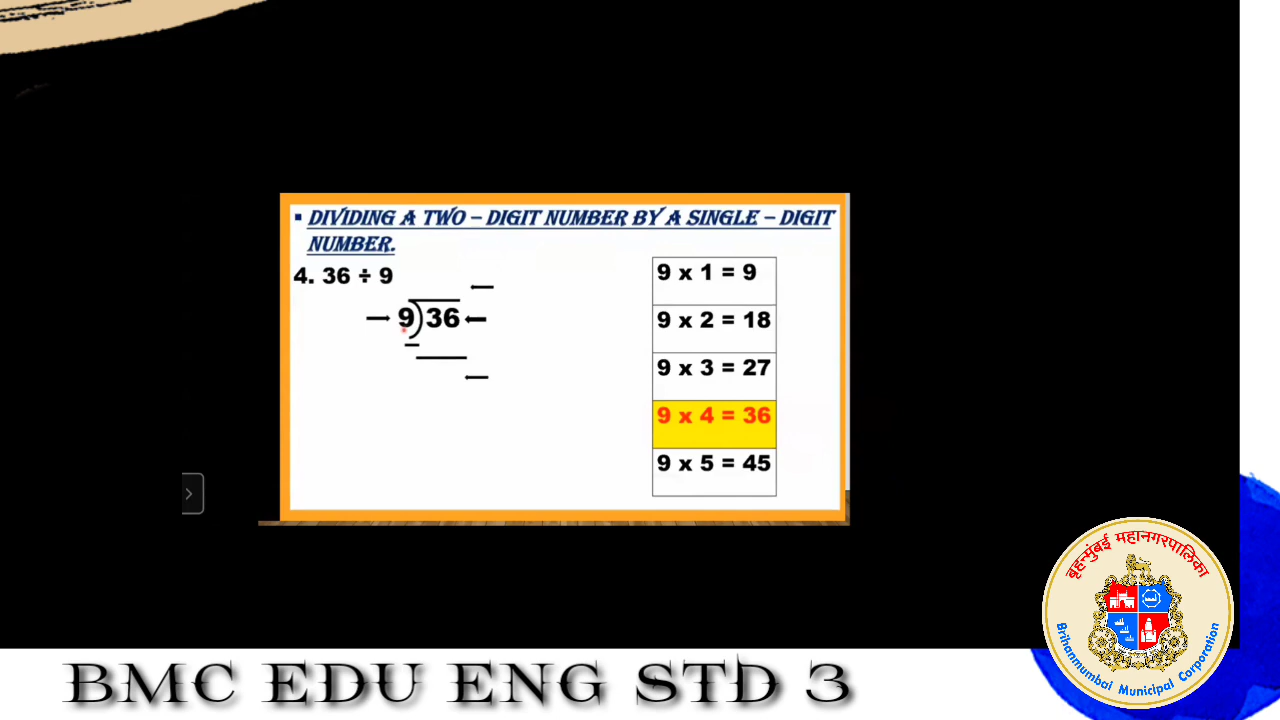 ▪ DIVIDING A TWO – DIGIT NUMBER BY A SINGLE – DIGIT
NUMBER.
4. 36 ÷ 9
9)36
9 x 1 = 9
9 x 2 = 18
9 x 3 = 27
9 x 4 = 36
9 x 5 = 45
बृहन्मुंबई महानगरपालिका
Brihanmumbai Municipal Corporation
BMC EDU ENG STD 3